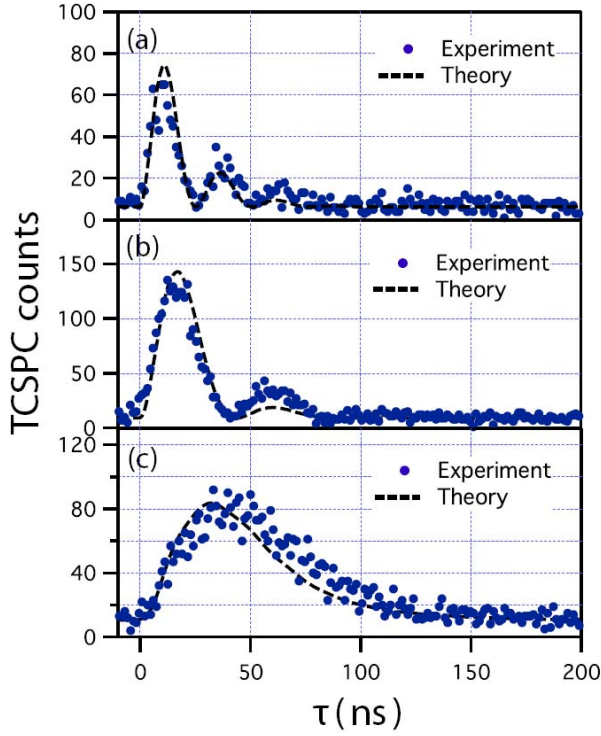 TCSPC counts
100
(a)
Experiment
Theory
80
60
40
20
0
(b)
Experiment
Theory
150
100
50
0
(c)
Experiment
Theory
120
80
40
0
0 50 100 150 200
τ(ns)